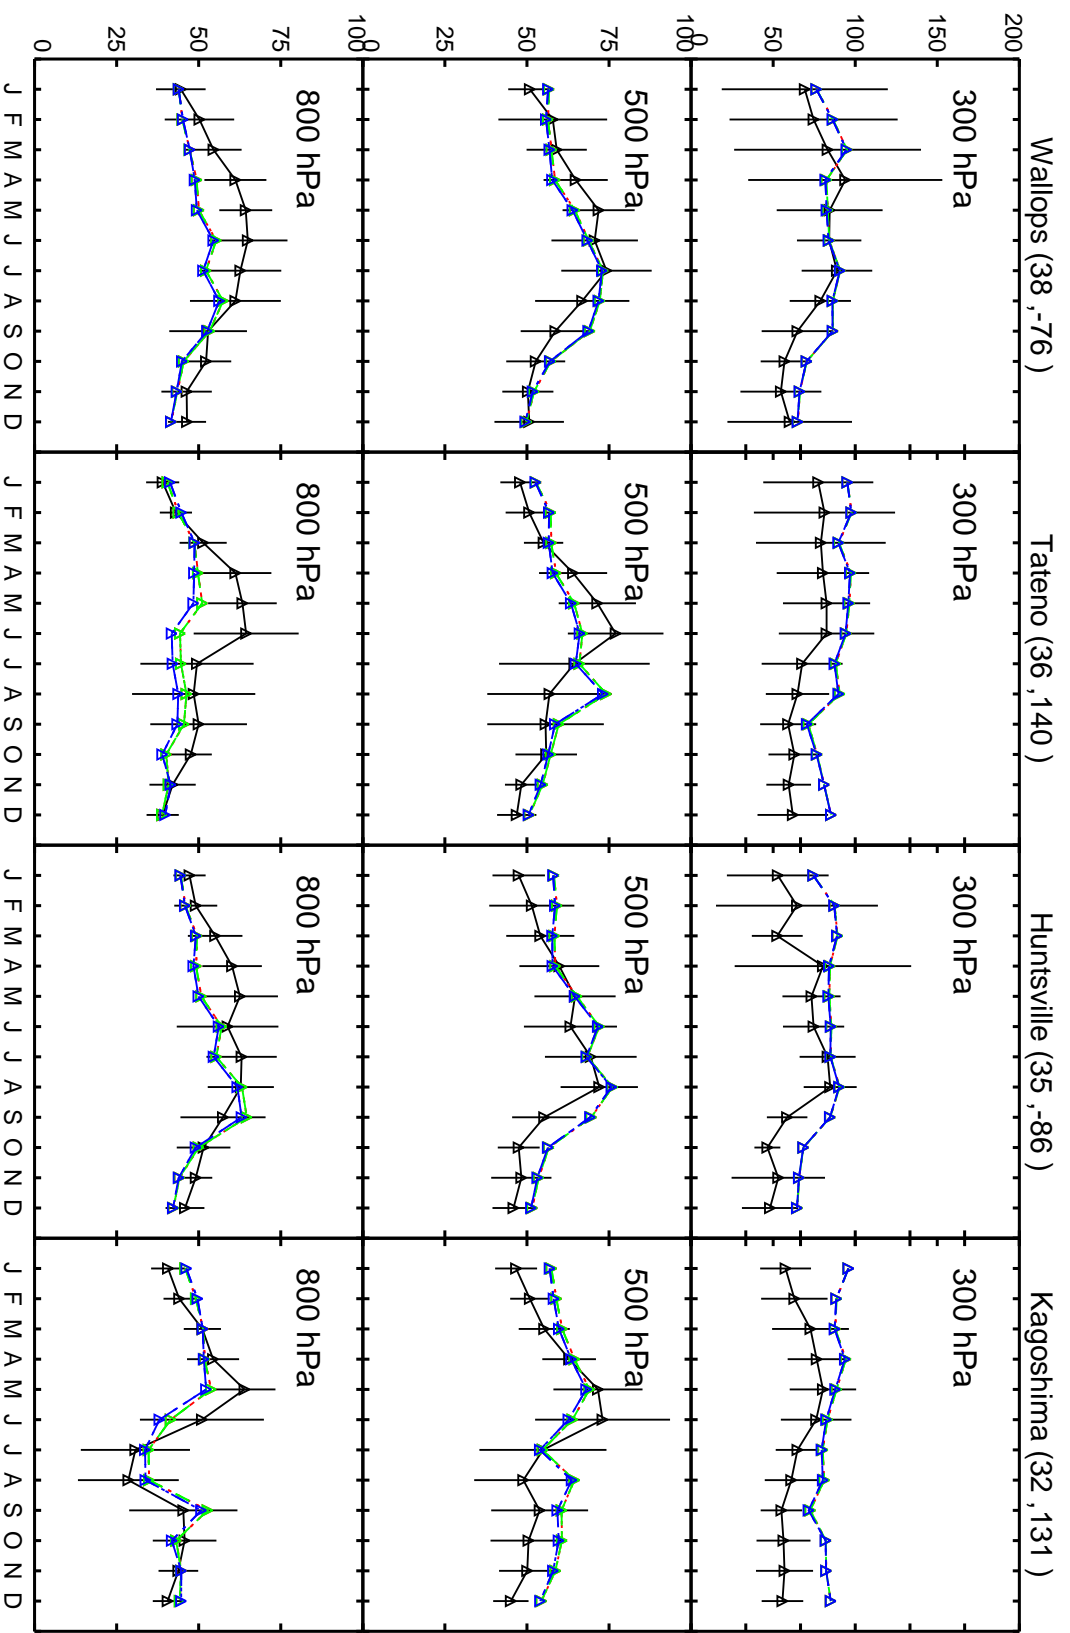 Wallops (38 ,-76 )
Tateno (36 ,140 )
Huntsville (35 ,-86 )
Kagoshima (32 ,131 )
200
150
100
50
0
300 hPa
300 hPa
300 hPa
300 hPa
100
75
50
25
0
500 hPa
500 hPa
500 hPa
500 hPa
100
75
50
25
0
800 hPa
800 hPa
800 hPa
800 hPa
J F M A M J J A S O N D
J F M A M J J A S O N D
J F M A M J J A S O N D
J F M A M J J A S O N D